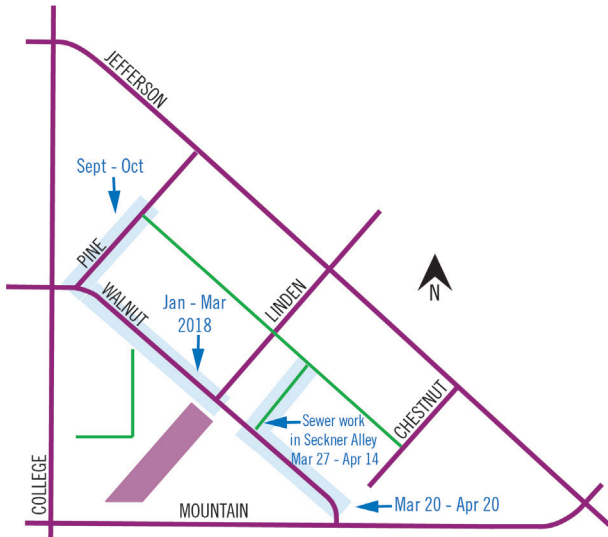 JEFFERSON
Sept - Oct
PINE
WALNUT
Jan - Mar
2018
LINDEN
N
CHESTNUT
Sewer work
in Seckner Alley
Mar 27 - Apr 14
COLLEGE
MOUNTAIN
Mar 20 - Apr 20